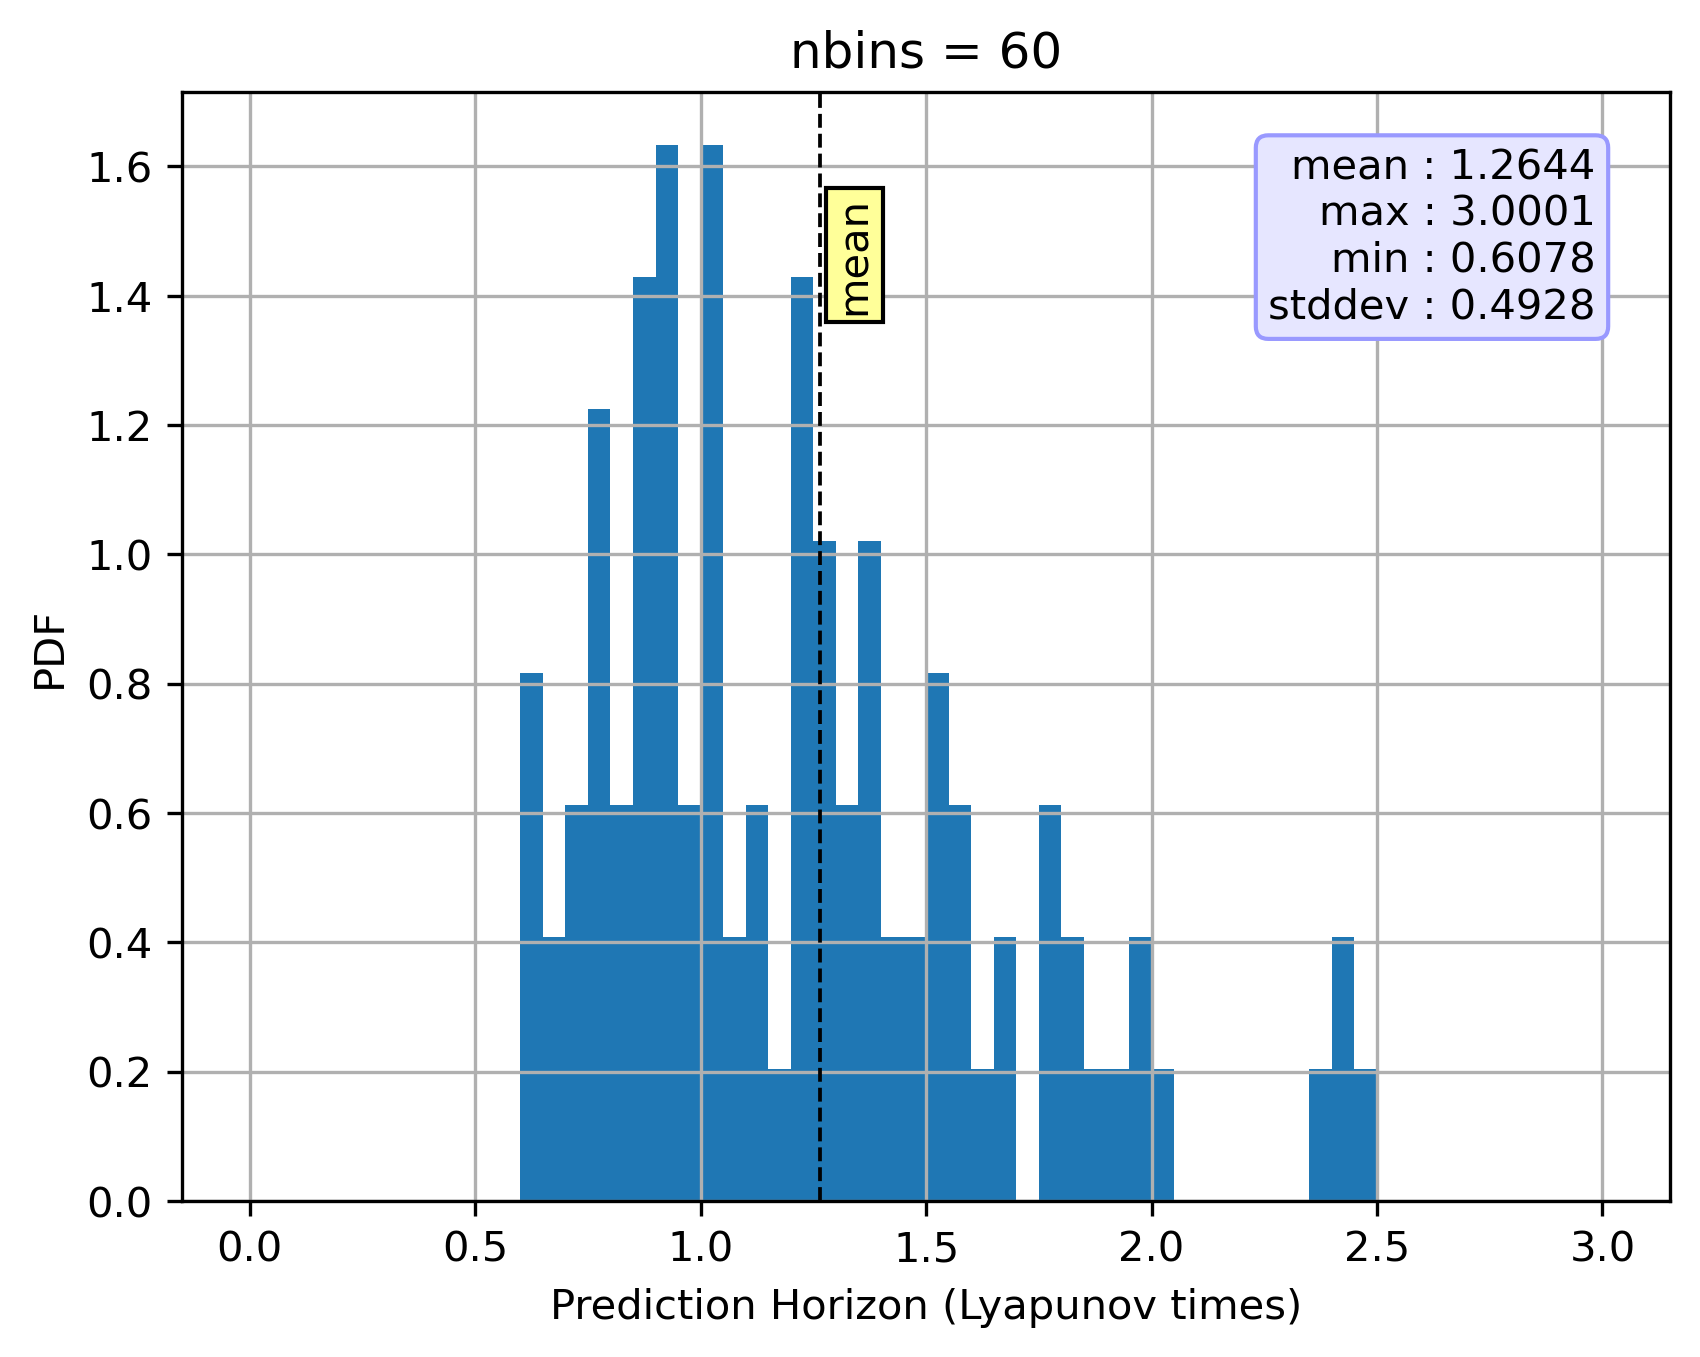 nbins = 60
mean : 1.2644
max : 3.0001
min : 0.6078
stddev : 0.4928
mean
PDF
1.6
1.4
1.2
1.0
0.8
0.6
0.4
0.2
0.0
0.0 0.5 1.0 1.5 2.0 2.5 3.0
Prediction Horizon (Lyapunov times)